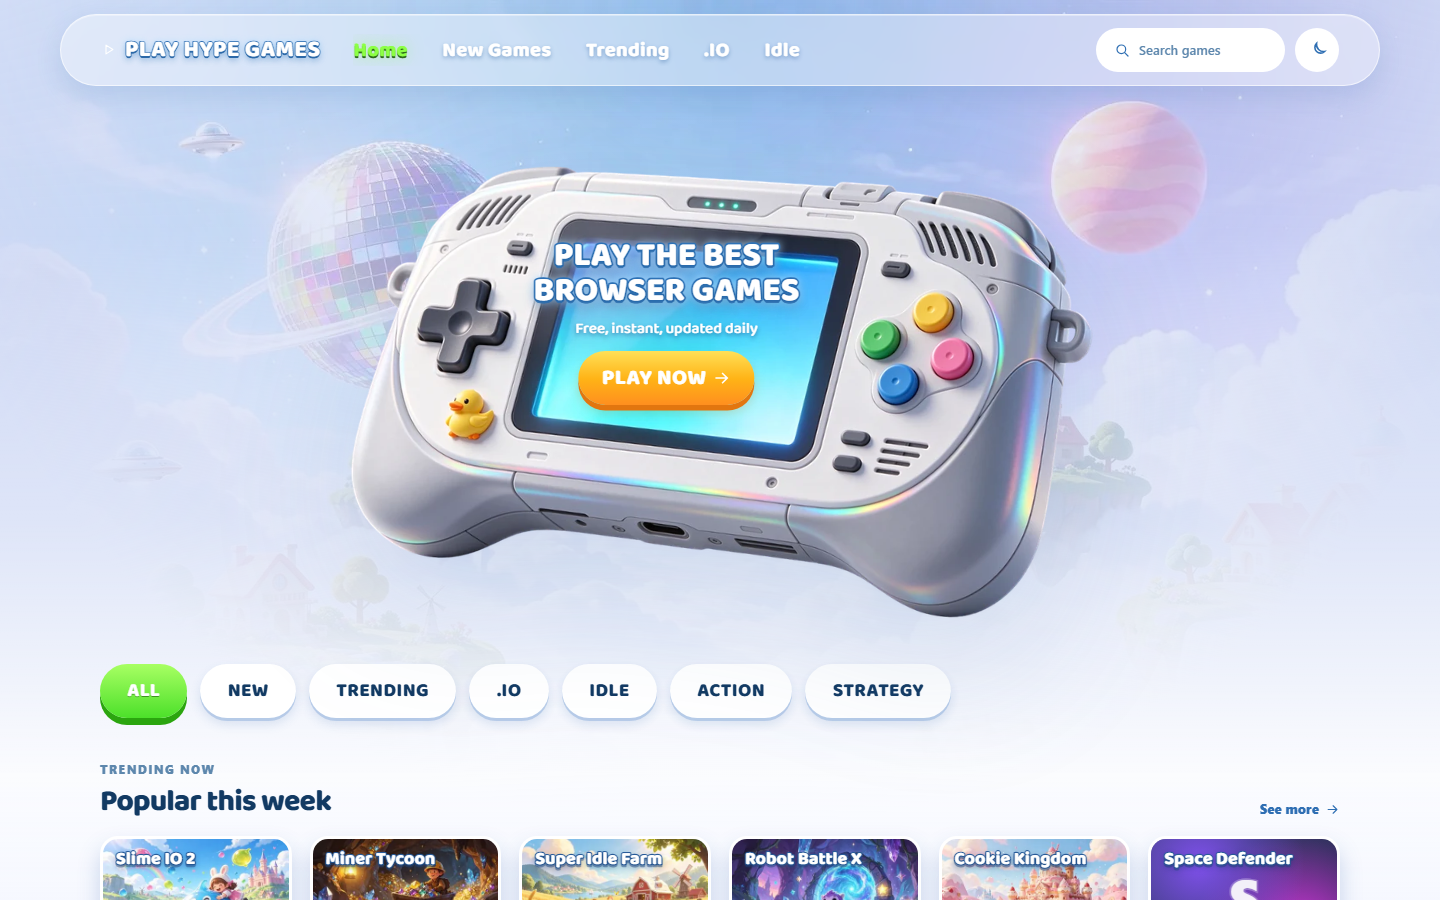 PLAY HYPE GAMES
Home
New Games
Trending
.IO
Idle
Search games
PLAY THE BEST
BROWSER GAMES
Free, instant, updated daily
PLAY NOW
ALL
NEW
TRENDING
.IO
IDLE
ACTION
STRATEGY
TRENDING NOW
Popular this week
See more
Slime IO 2
Miner Tycoon
Super Idle Farm
Robot Battle X
Cookie Kingdom
Space Defender
S